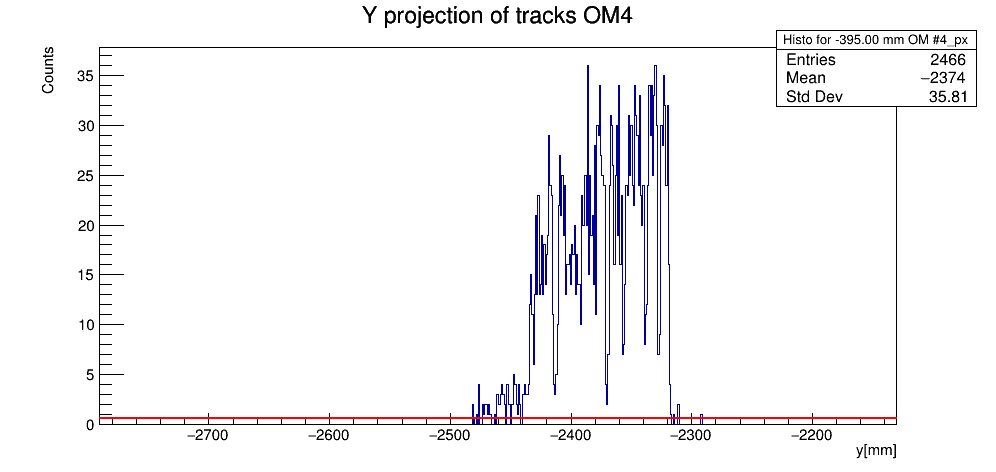 Y projection of tracks OM4
Histo for -395.00 mm OM #4_px
Entries 2466
Mean −2374
Std Dev 35.81
Counts
35
30
25
20
15
10
5
0
−2700 −2600 −2500 −2400 −2300 −2200
y[mm]